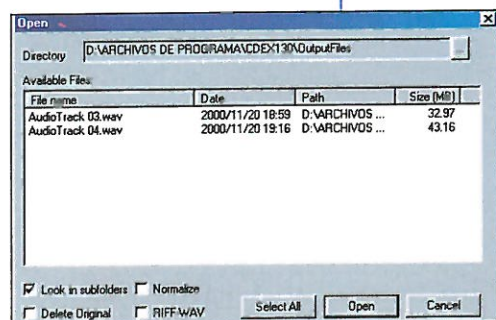 Open
Directory D:\ARCHIVOS DE PROGRAMA\CDEX130\OutputFiles ...
Available Files:
File name Date Path Size (MB)
AudioTrack 03.wav 2000/11/20 18:59 D:\ARCHIVOS ... 32.97
AudioTrack 04.wav 2000/11/20 19:16 D:\ARCHIVOS ... 43.16
Look in subfolders Normalize
Delete Original RIFF-WAV Select All Open Cancel